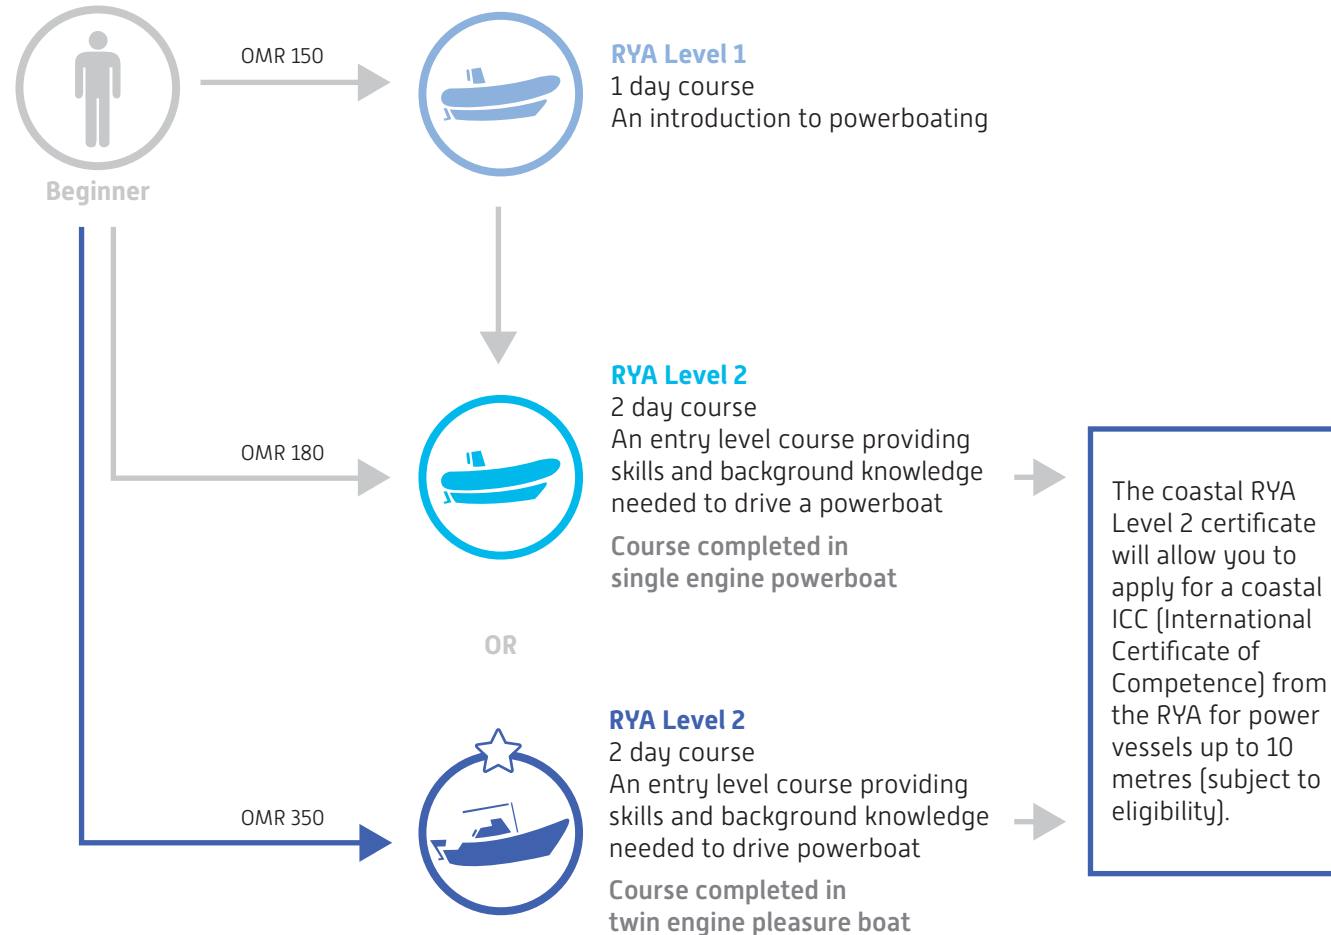 OMR 150
Beginner
RYA Level 1
1 day course
An introduction to powerboating
OMR 180
RYA Level 2
2 day course
An entry level course providing
skills and background knowledge
needed to drive a powerboat
Course completed in
single engine powerboat
OR
OMR 350
RYA Level 2
2 day course
An entry level course providing
skills and background knowledge
needed to drive powerboat
Course completed in
twin engine pleasure boat
The coastal RYA
Level 2 certificate
will allow you to
apply for a coastal
ICC (International
Certificate of
Competence) from
the RYA for power
vessels up to 10
metres (subject to
eligibility).